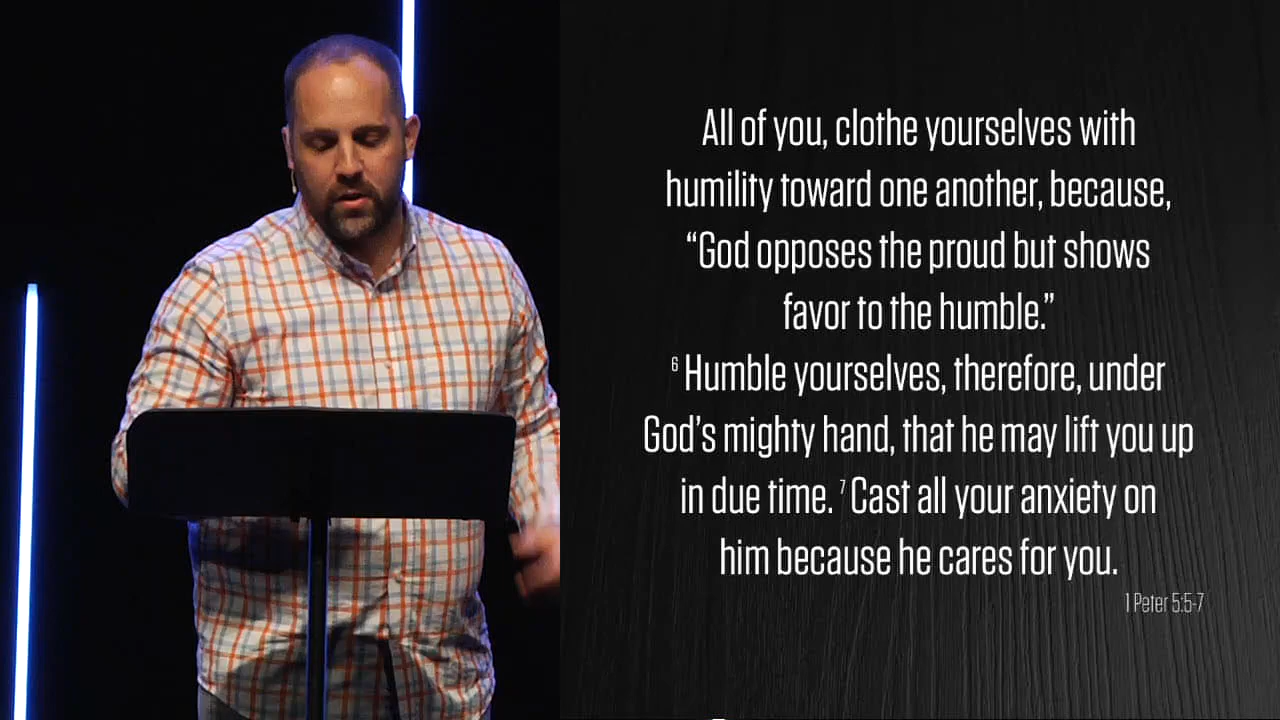 All of you, clothe yourselves with
humility toward one another, because,
“God opposes the proud but shows
favor to the humble.”
6 Humble yourselves, therefore, under
God’s mighty hand, that he may lift you up
in due time. 7 Cast all your anxiety on
him because he cares for you.
1 Peter 5:5-7